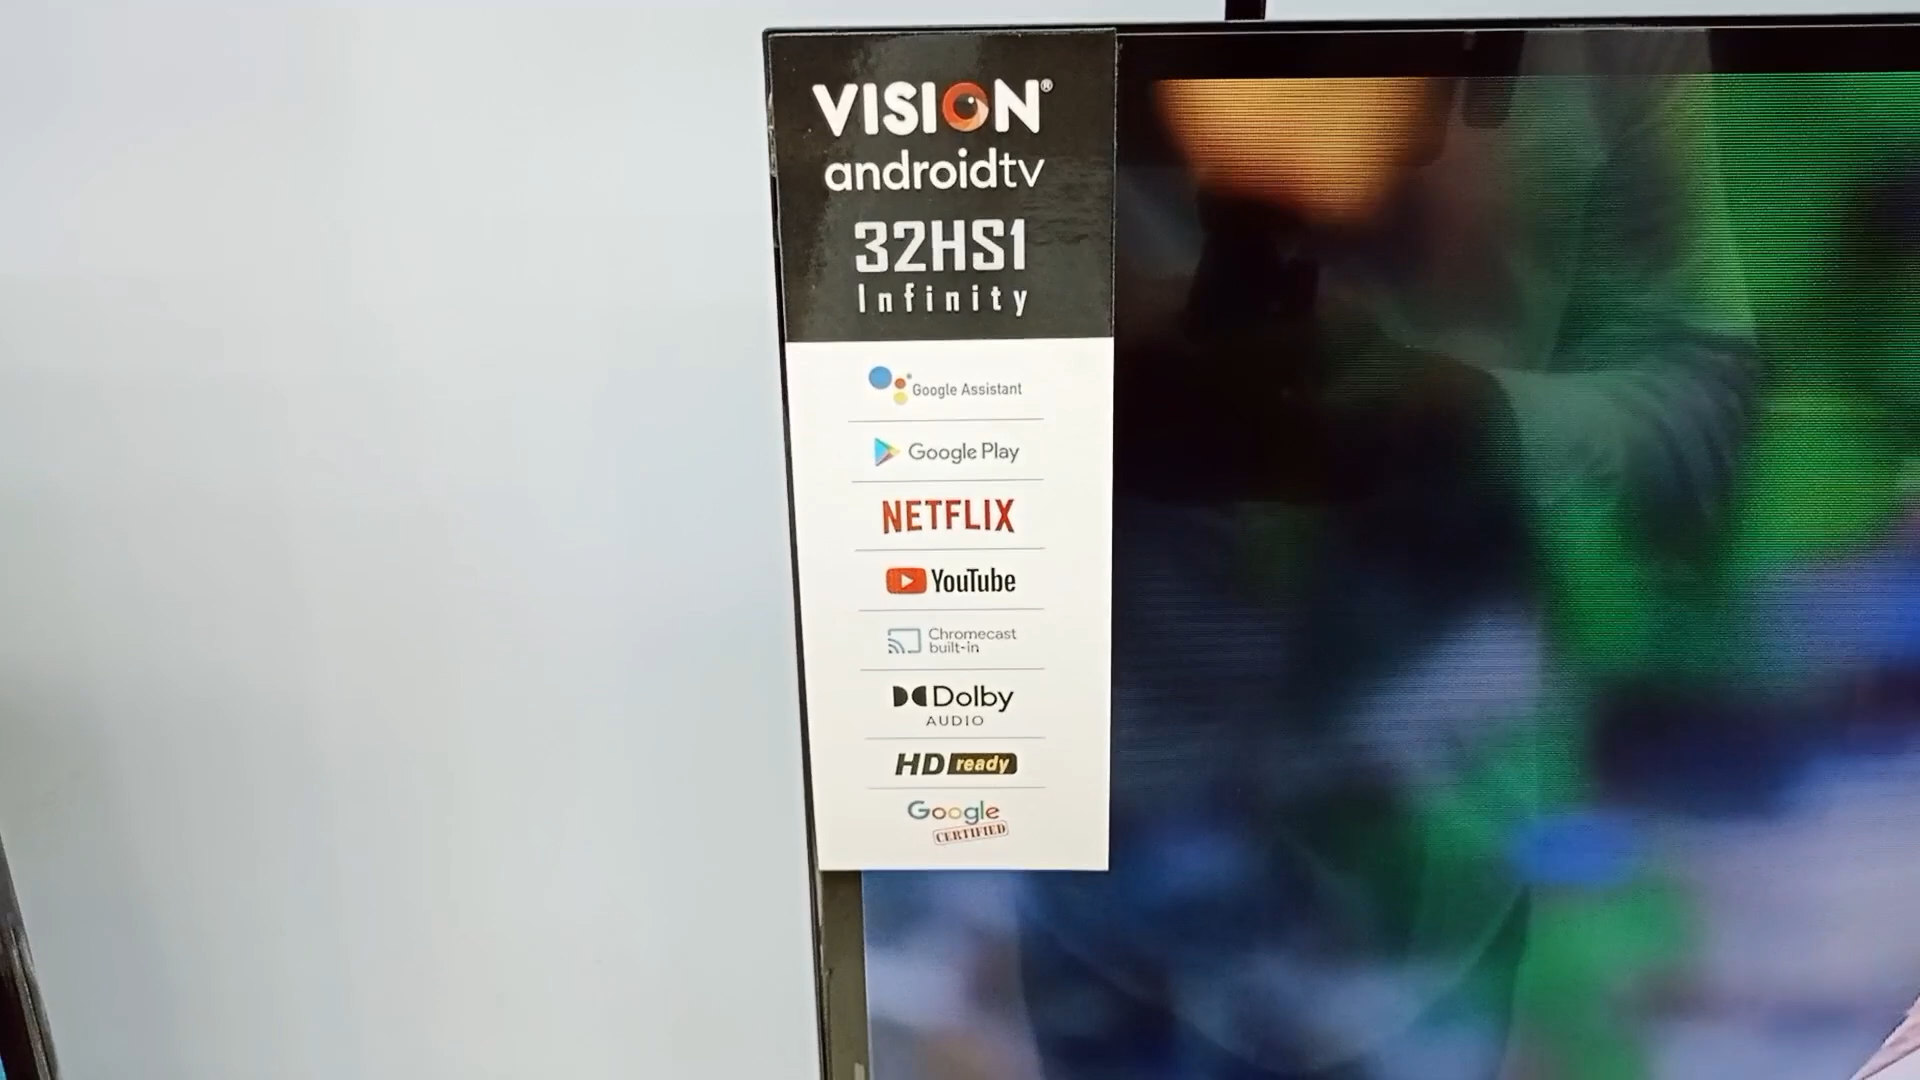 VISION®
androidtv
32HS1
Infinity
Google Assistant
Google Play
NETFLIX
YouTube
Chromecast
built-in
Dolby
AUDIO
HD ready
Google
CERTIFIED